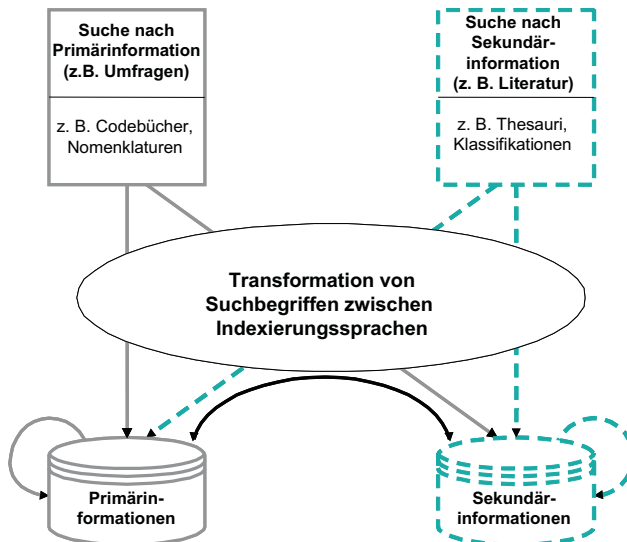 Suche nach
Primärinformation
(z.B. Umfragen)
z. B. Codebücher,
Nomenklaturen
Suche nach
Sekundär-
information
(z. B. Literatur)
z. B. Thesauri,
Klassifikationen
Transformation von
Suchbegriffen zwischen
Indexierungssprachen
Primärin-
formationen
Sekundär-
informationen